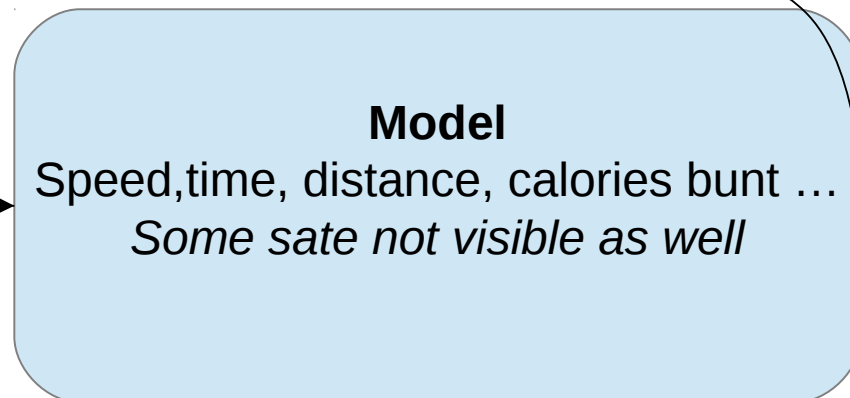 Model
Speed,time, distance, calories bunt …
Some sate not visible as well